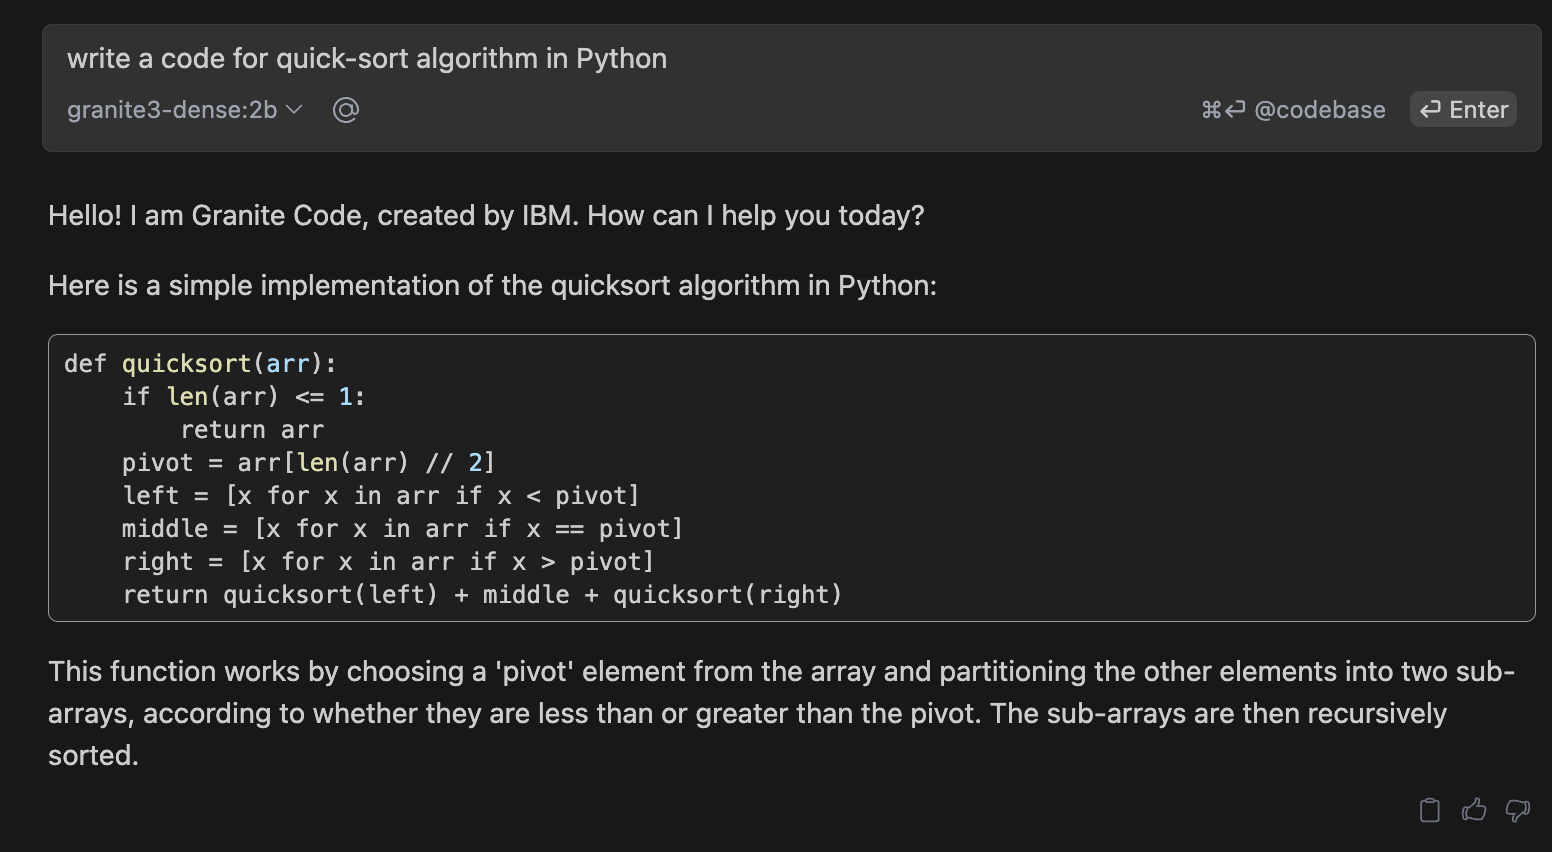 write a code for quick-sort algorithm in Python
granite3-dense:2b @ ⌘⏎ @codebase ⏎ Enter
Hello! I am Granite Code, created by IBM. How can I help you today?
Here is a simple implementation of the quicksort algorithm in Python:
def quicksort(arr):
    if len(arr) <= 1:
        return arr
    pivot = arr[len(arr) // 2]
    left = [x for x in arr if x < pivot]
    middle = [x for x in arr if x == pivot]
    right = [x for x in arr if x > pivot]
    return quicksort(left) + middle + quicksort(right)
This function works by choosing a 'pivot' element from the array and partitioning the other elements into two sub-
arrays, according to whether they are less than or greater than the pivot. The sub-arrays are then recursively
sorted.